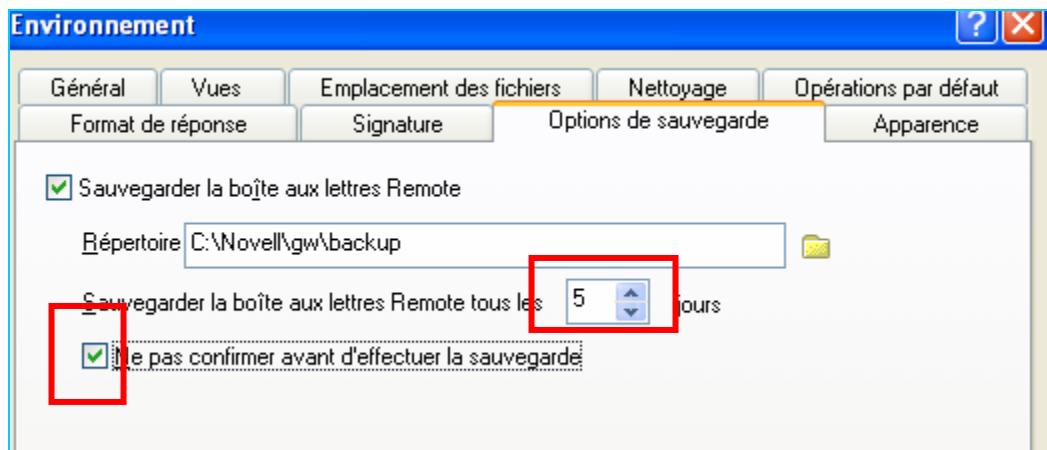 Environnement
Général Vues Emplacement des fichiers Nettoyage Opérations par défaut
Format de réponse Signature Options de sauvegarde Apparence
Sauvegarder la boîte aux lettres Remote
Répertoire C:\Novell\gw\backup
Sauvegarder la boîte aux lettres Remote tous les 5 jours
Ne pas confirmer avant d'effectuer la sauvegarde